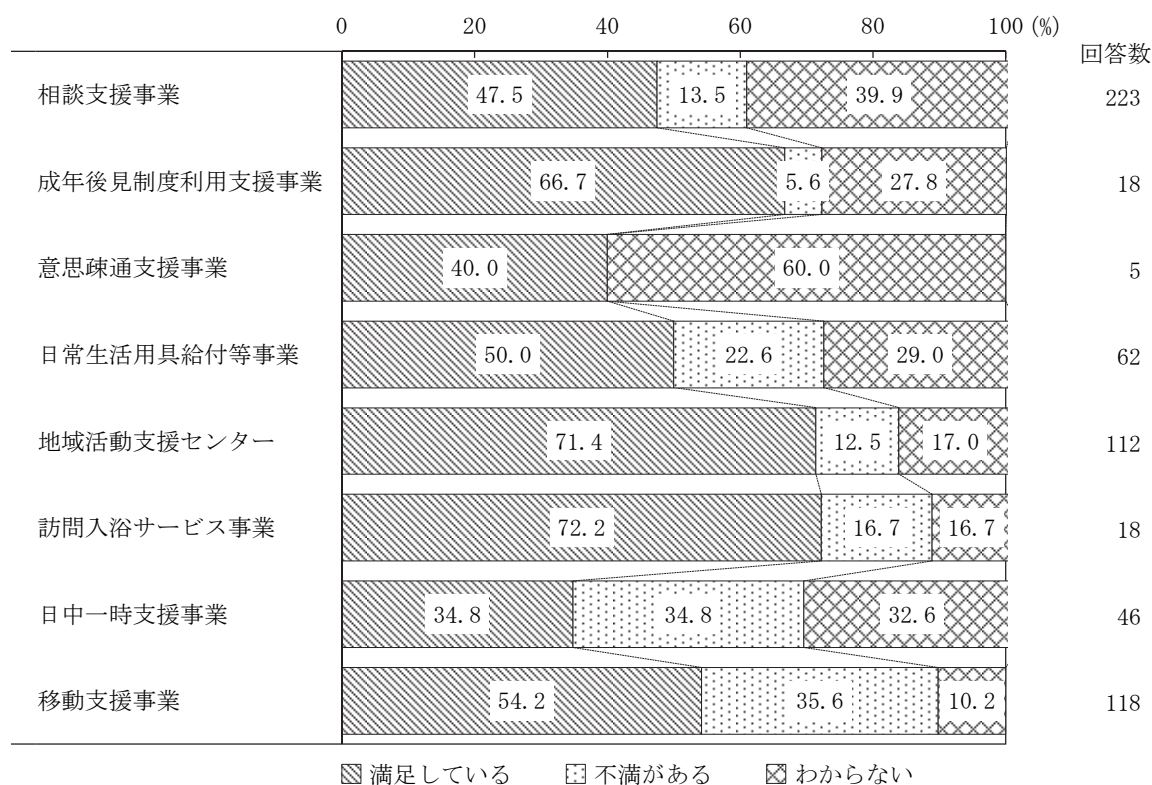 0 20 40 60 80 100 (%)
回答数
相談支援事業 47.5 13.5 39.9 223
成年後見制度利用支援事業 66.7 5.6 27.8 18
意思疎通支援事業 40.0 60.0 5
日常生活用具給付等事業 50.0 22.6 29.0 62
地域活動支援センター 71.4 12.5 17.0 112
訪問入浴サービス事業 72.2 16.7 16.7 18
日中一時支援事業 34.8 34.8 32.6 46
移動支援事業 54.2 35.6 10.2 118
満足している 不満がある わからない